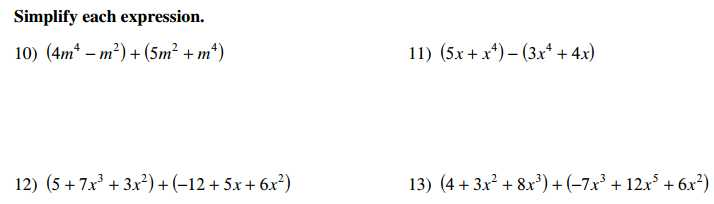 Simplify each expression.
10) (4m⁴ – m²) + (5m² + m⁴)
11) (5x + x⁴) – (3x⁴ + 4x)
12) (5 + 7x³ + 3x²) + (–12 + 5x + 6x²)
13) (4 + 3x² + 8x³) + (–7x³ + 12x⁵ + 6x²)